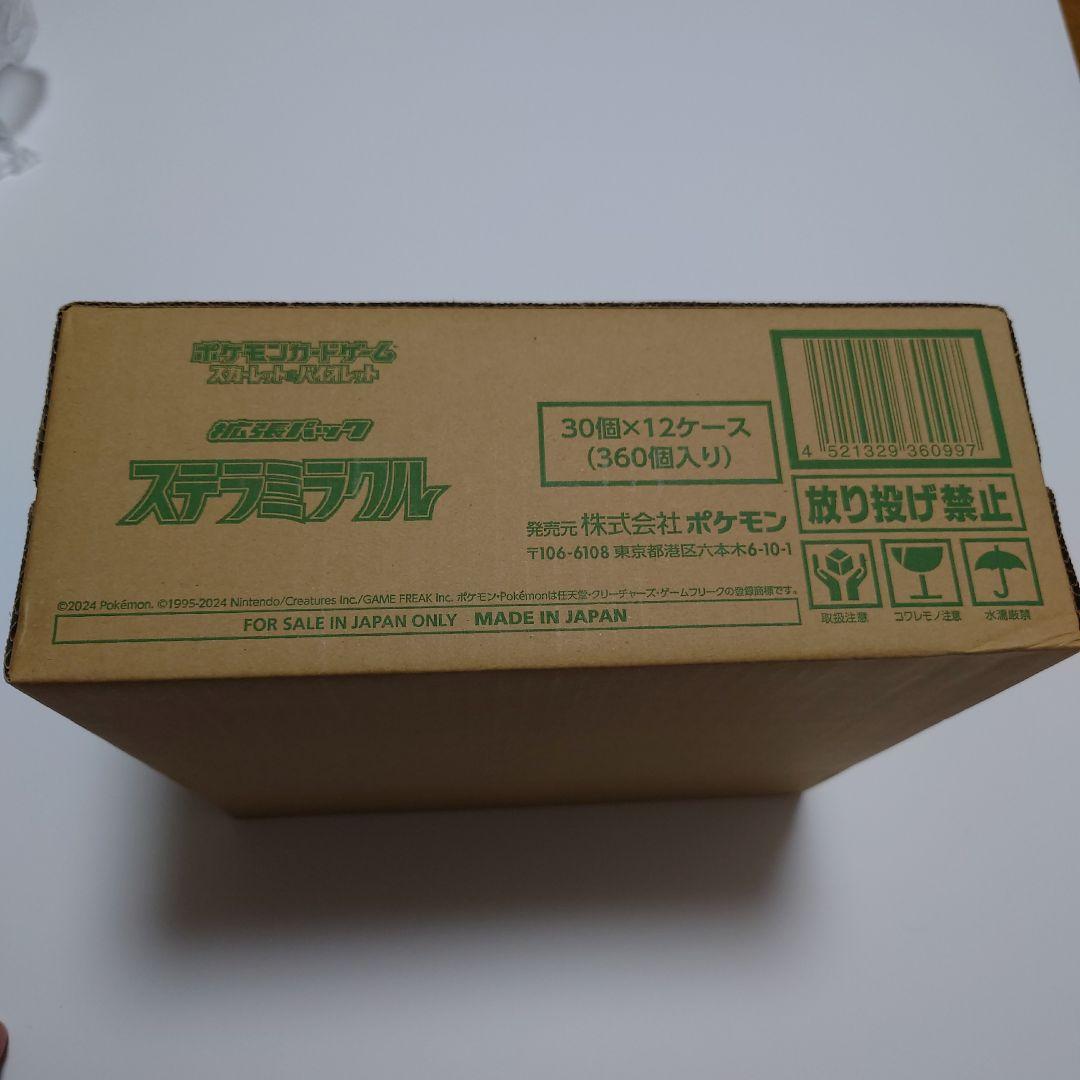 ポケモンカードゲーム
スカーレット&バイオレット
拡張パック
ステラミラクル
30個×12ケース
(360個入り)
発売元 株式会社 ポケモン
〒106-6108 東京都港区六本木6-10-1
©2024 Pokémon. ©1995-2024 Nintendo/Creatures Inc./GAME FREAK Inc. ポケモン・Pokémonは任天堂・クリーチャーズ・ゲームフリークの登録商標です。
FOR SALE IN JAPAN ONLY MADE IN JAPAN
4 521329 360997
放り投げ禁止
取扱注意 コワレモノ注意 水濡厳禁